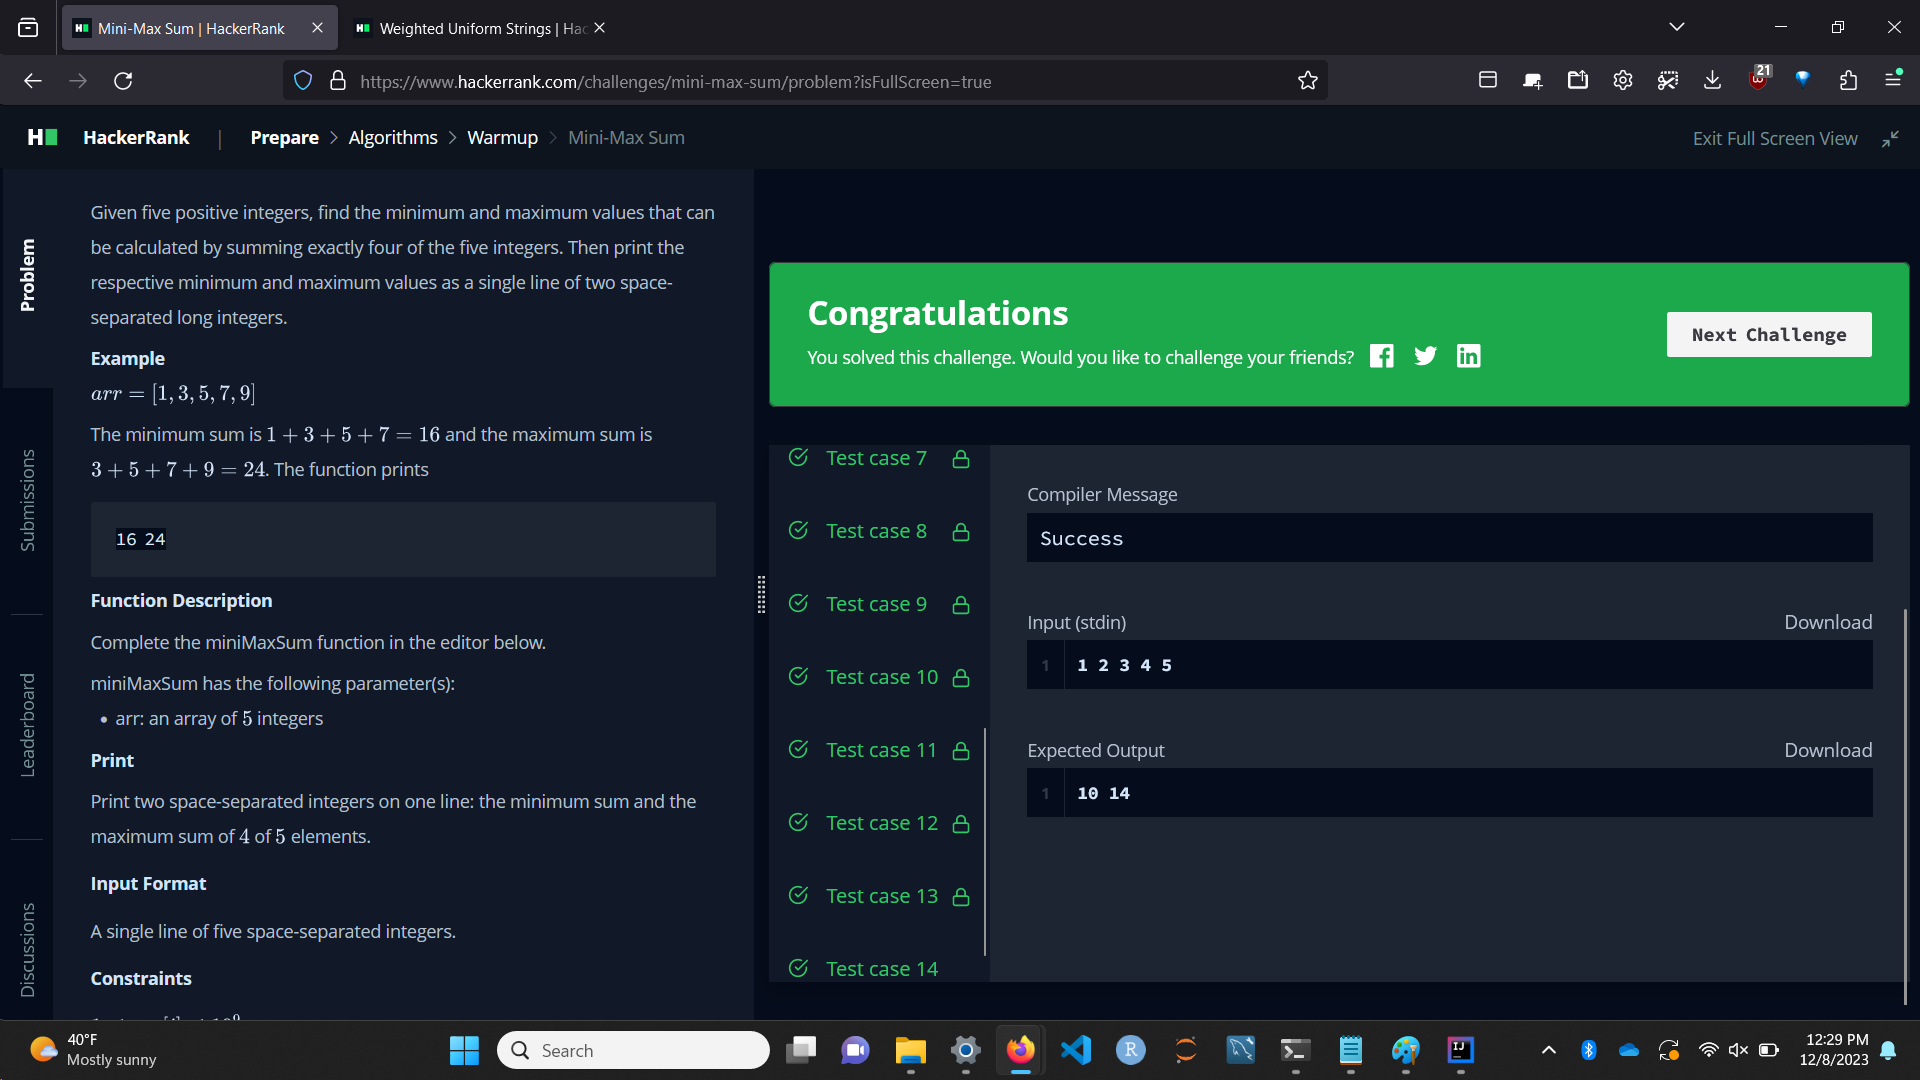 Mini-Max Sum | HackerRank
Weighted Uniform Strings | Hac
https://www.hackerrank.com/challenges/mini-max-sum/problem?isFullScreen=true
21
HackerRank | Prepare > Algorithms > Warmup > Mini-Max Sum
Exit Full Screen View
Problem
Submissions
Leaderboard
Discussions
Given five positive integers, find the minimum and maximum values that can
be calculated by summing exactly four of the five integers. Then print the
respective minimum and maximum values as a single line of two space-
separated long integers.
Example
arr = [1, 3, 5, 7, 9]
The minimum sum is 1 + 3 + 5 + 7 = 16 and the maximum sum is
3 + 5 + 7 + 9 = 24. The function prints
16 24
Function Description
Complete the miniMaxSum function in the editor below.
miniMaxSum has the following parameter(s):
• arr: an array of 5 integers
Print
Print two space-separated integers on one line: the minimum sum and the
maximum sum of 4 of 5 elements.
Input Format
A single line of five space-separated integers.
Constraints
Congratulations
You solved this challenge. Would you like to challenge your friends?
Next Challenge
Test case 7
Test case 8
Test case 9
Test case 10
Test case 11
Test case 12
Test case 13
Test case 14
Compiler Message
Success
Input (stdin)
Download
1
1 2 3 4 5
Expected Output
Download
1
10 14
40°F
Mostly sunny
Search
R
IJ
12:29 PM
12/8/2023